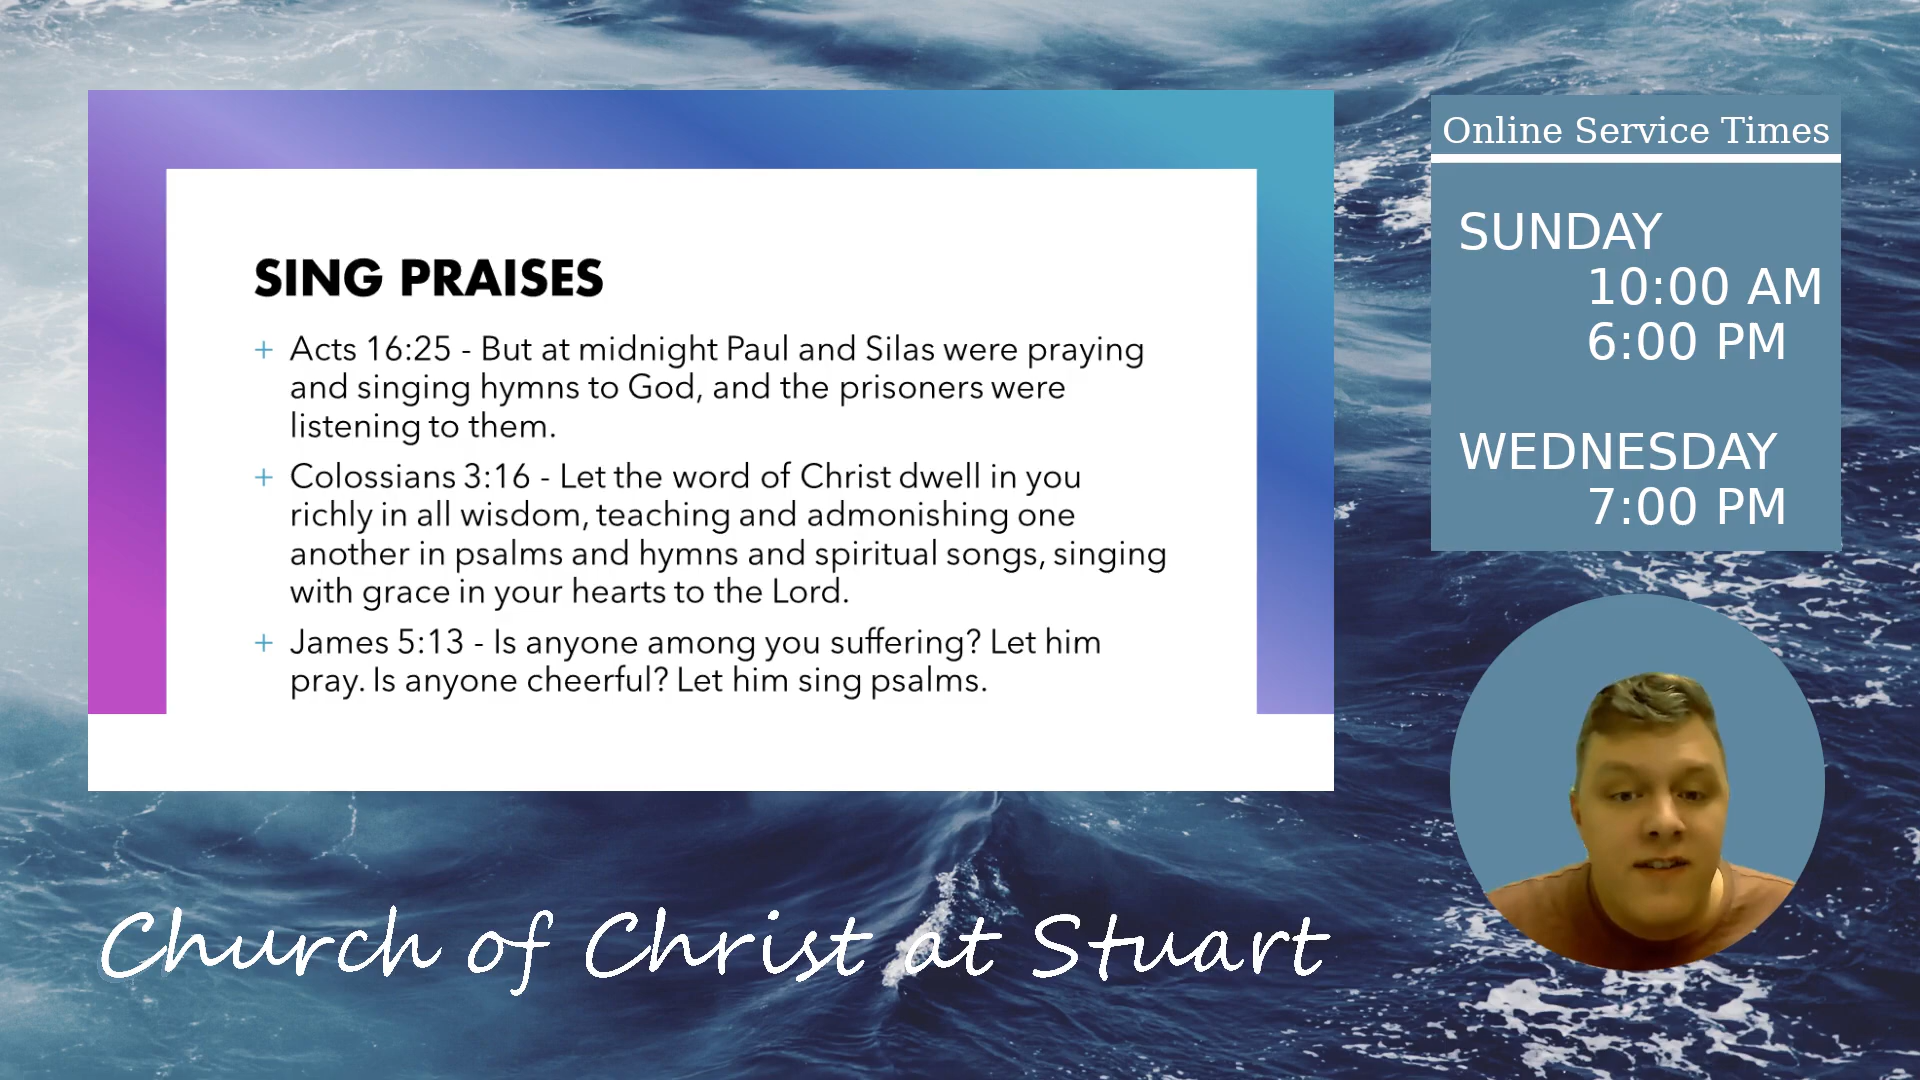 SING PRAISES
+ Acts 16:25 - But at midnight Paul and Silas were praying
and singing hymns to God, and the prisoners were
listening to them.
+ Colossians 3:16 - Let the word of Christ dwell in you
richly in all wisdom, teaching and admonishing one
another in psalms and hymns and spiritual songs, singing
with grace in your hearts to the Lord.
+ James 5:13 - Is anyone among you suffering? Let him
pray. Is anyone cheerful? Let him sing psalms.
Online Service Times
SUNDAY
10:00 AM
6:00 PM
WEDNESDAY
7:00 PM
Church of Christ at Stuart